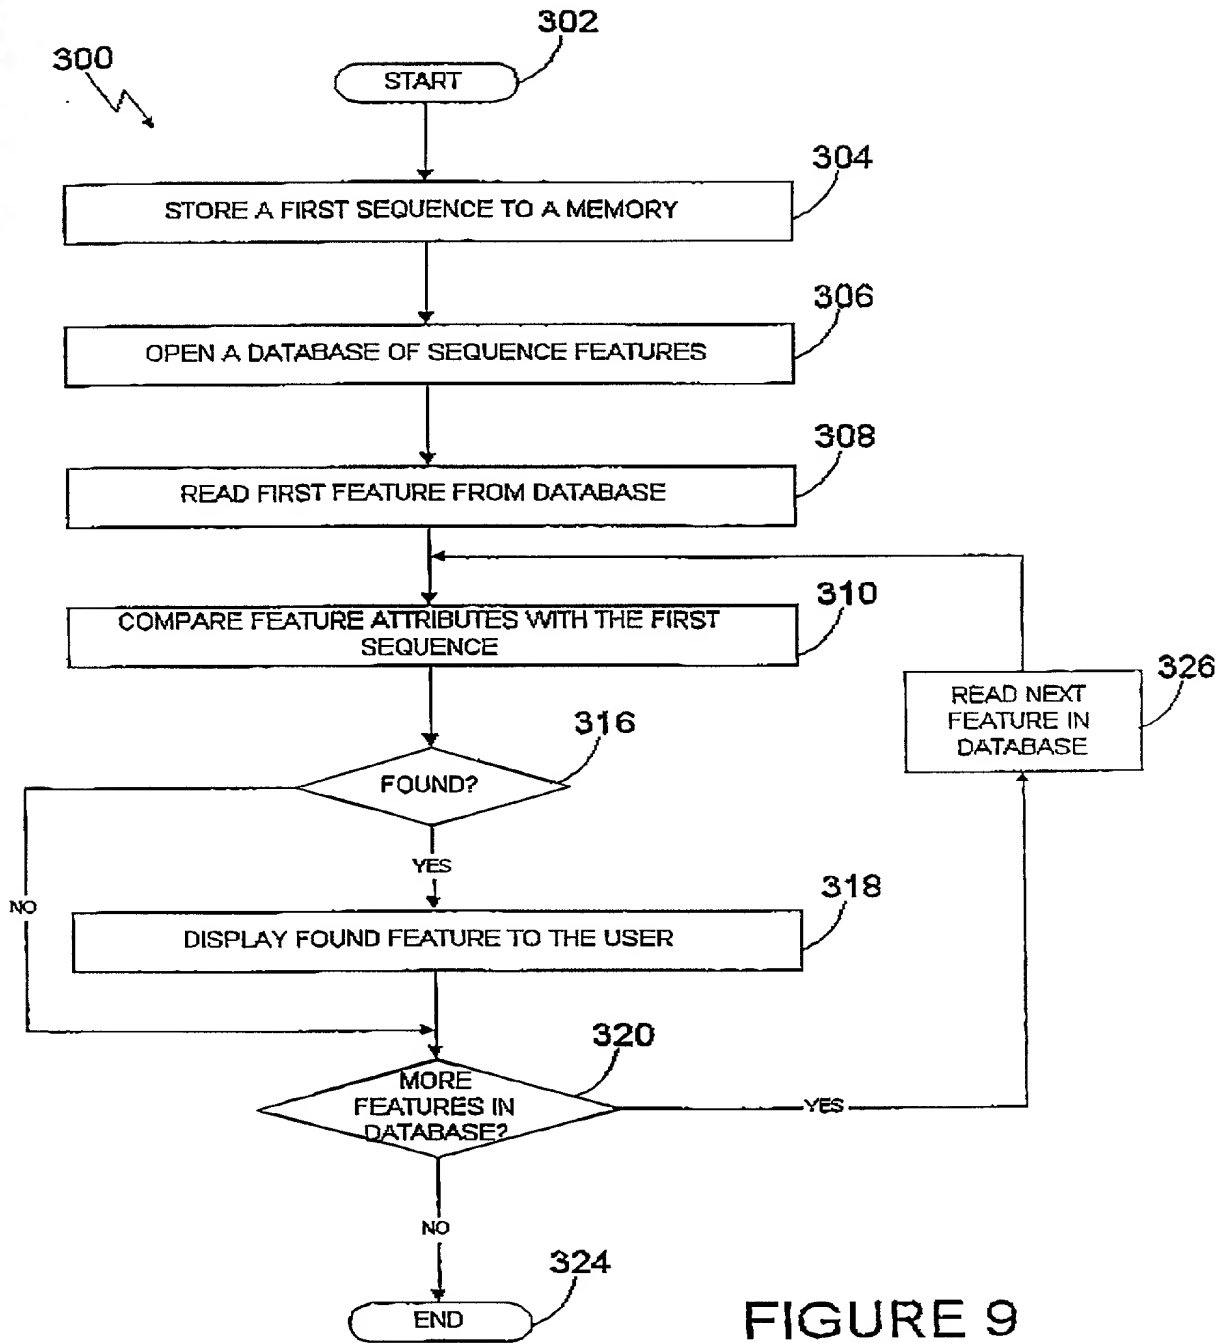 302
300
START
304
STORE A FIRST SEQUENCE TO A MEMORY
306
OPEN A DATABASE OF SEQUENCE FEATURES
308
READ FIRST FEATURE FROM DATABASE
310
COMPARE FEATURE ATTRIBUTES WITH THE FIRST
SEQUENCE
326
READ NEXT
FEATURE IN
DATABASE
316
FOUND?
YES
NO
318
DISPLAY FOUND FEATURE TO THE USER
320
MORE
FEATURES IN
DATABASE?
YES
NO
324
END
FIGURE 9